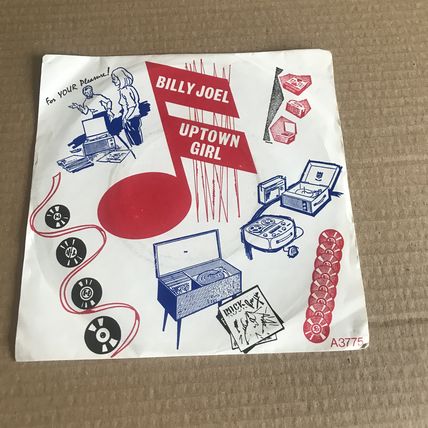 For YOUR Pleasure!
BILLY JOEL
UPTOWN
GIRL
A3775